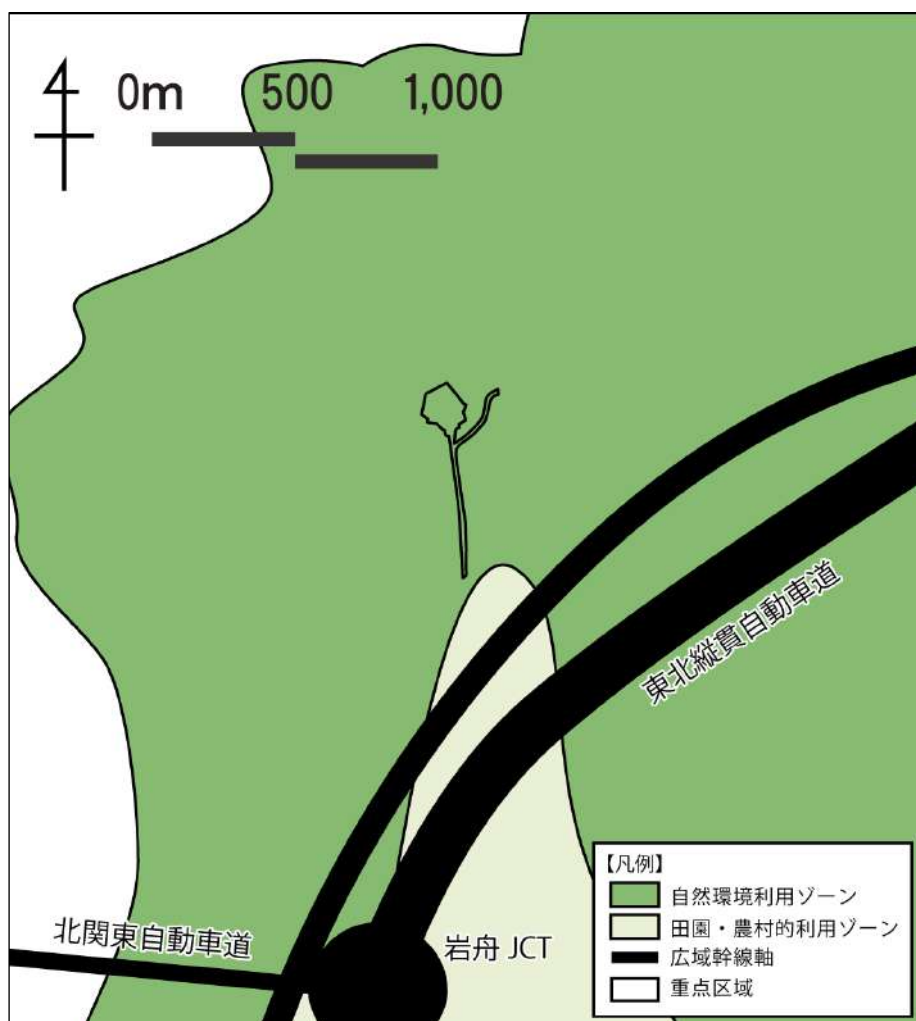 0m 500 1,000
東北縦貫自動車道
北関東自動車道
岩舟 JCT
【凡例】
自然環境利用ゾーン
田園・農村的利用ゾーン
広域幹線軸
重点区域